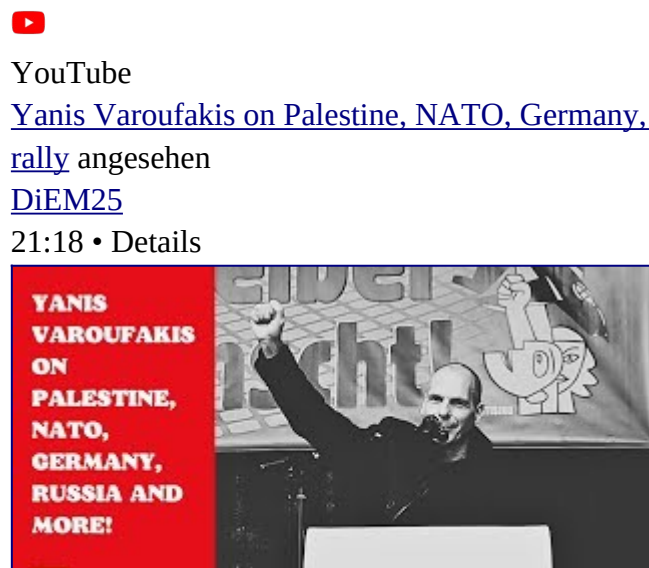 YouTube
Yanis Varoufakis on Palestine, NATO, Germany,
rally angesehen
DiEM25
21:18 • Details
YANIS
VAROUFAKIS
ON
PALESTINE,
NATO,
GERMANY,
RUSSIA AND
MORE!